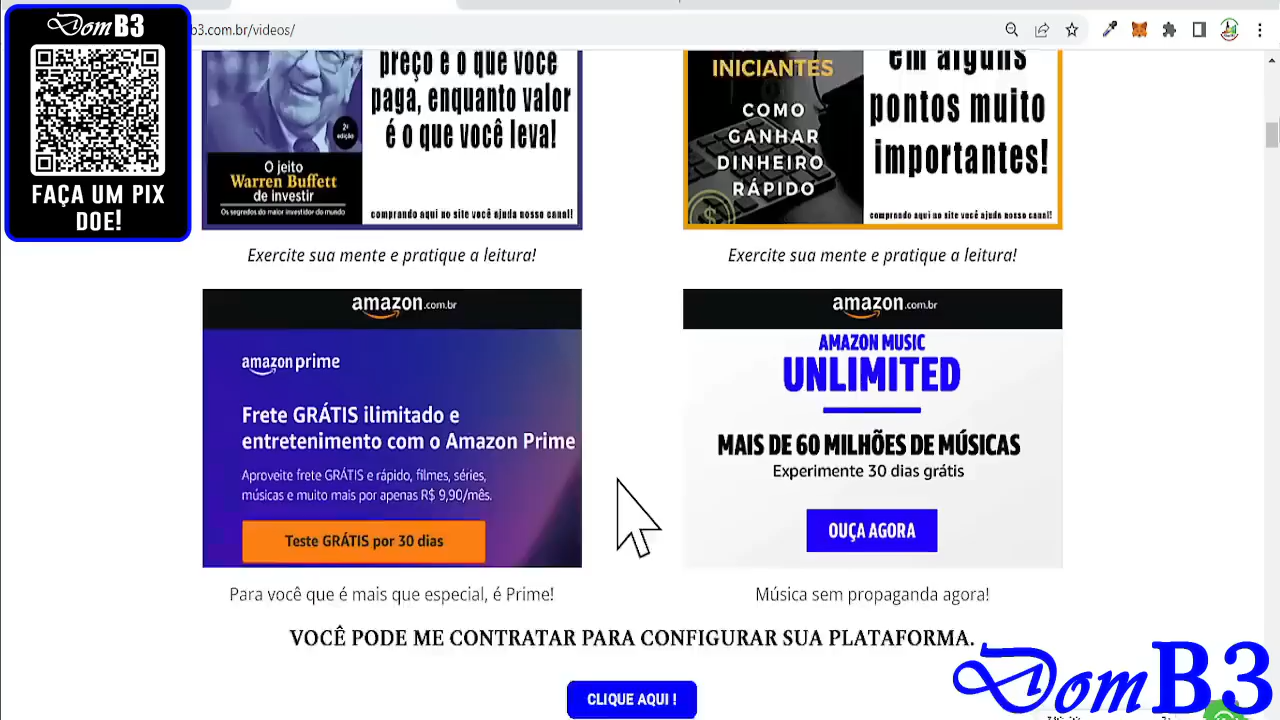 DomB3
FAÇA UM PIX
DOE!
b3.com.br/videos/
preço é o que você
paga, enquanto valor
é o que você leva!
2ª
edição
O jeito
Warren Buffett
de investir
Os segredos do maior investidor do mundo
comprando aqui no site você ajuda nosso canal!
Exercite sua mente e pratique a leitura!
INICIANTES
COMO
GANHAR
DINHEIRO
RÁPIDO
em alguns
pontos muito
importantes!
comprando aqui no site você ajuda nosso canal!
Exercite sua mente e pratique a leitura!
amazon.com.br
amazon prime
Frete GRÁTIS ilimitado e
entretenimento com o Amazon Prime
Aproveite frete GRÁTIS e rápido, filmes, séries,
músicas e muito mais por apenas R$ 9,90/mês.
Teste GRÁTIS por 30 dias
Para você que é mais que especial, é Prime!
amazon.com.br
AMAZON MUSIC
UNLIMITED
MAIS DE 60 MILHÕES DE MÚSICAS
Experimente 30 dias grátis
OUÇA AGORA
Música sem propaganda agora!
VOCÊ PODE ME CONTRATAR PARA CONFIGURAR SUA PLATAFORMA.
CLIQUE AQUI !
DomB3